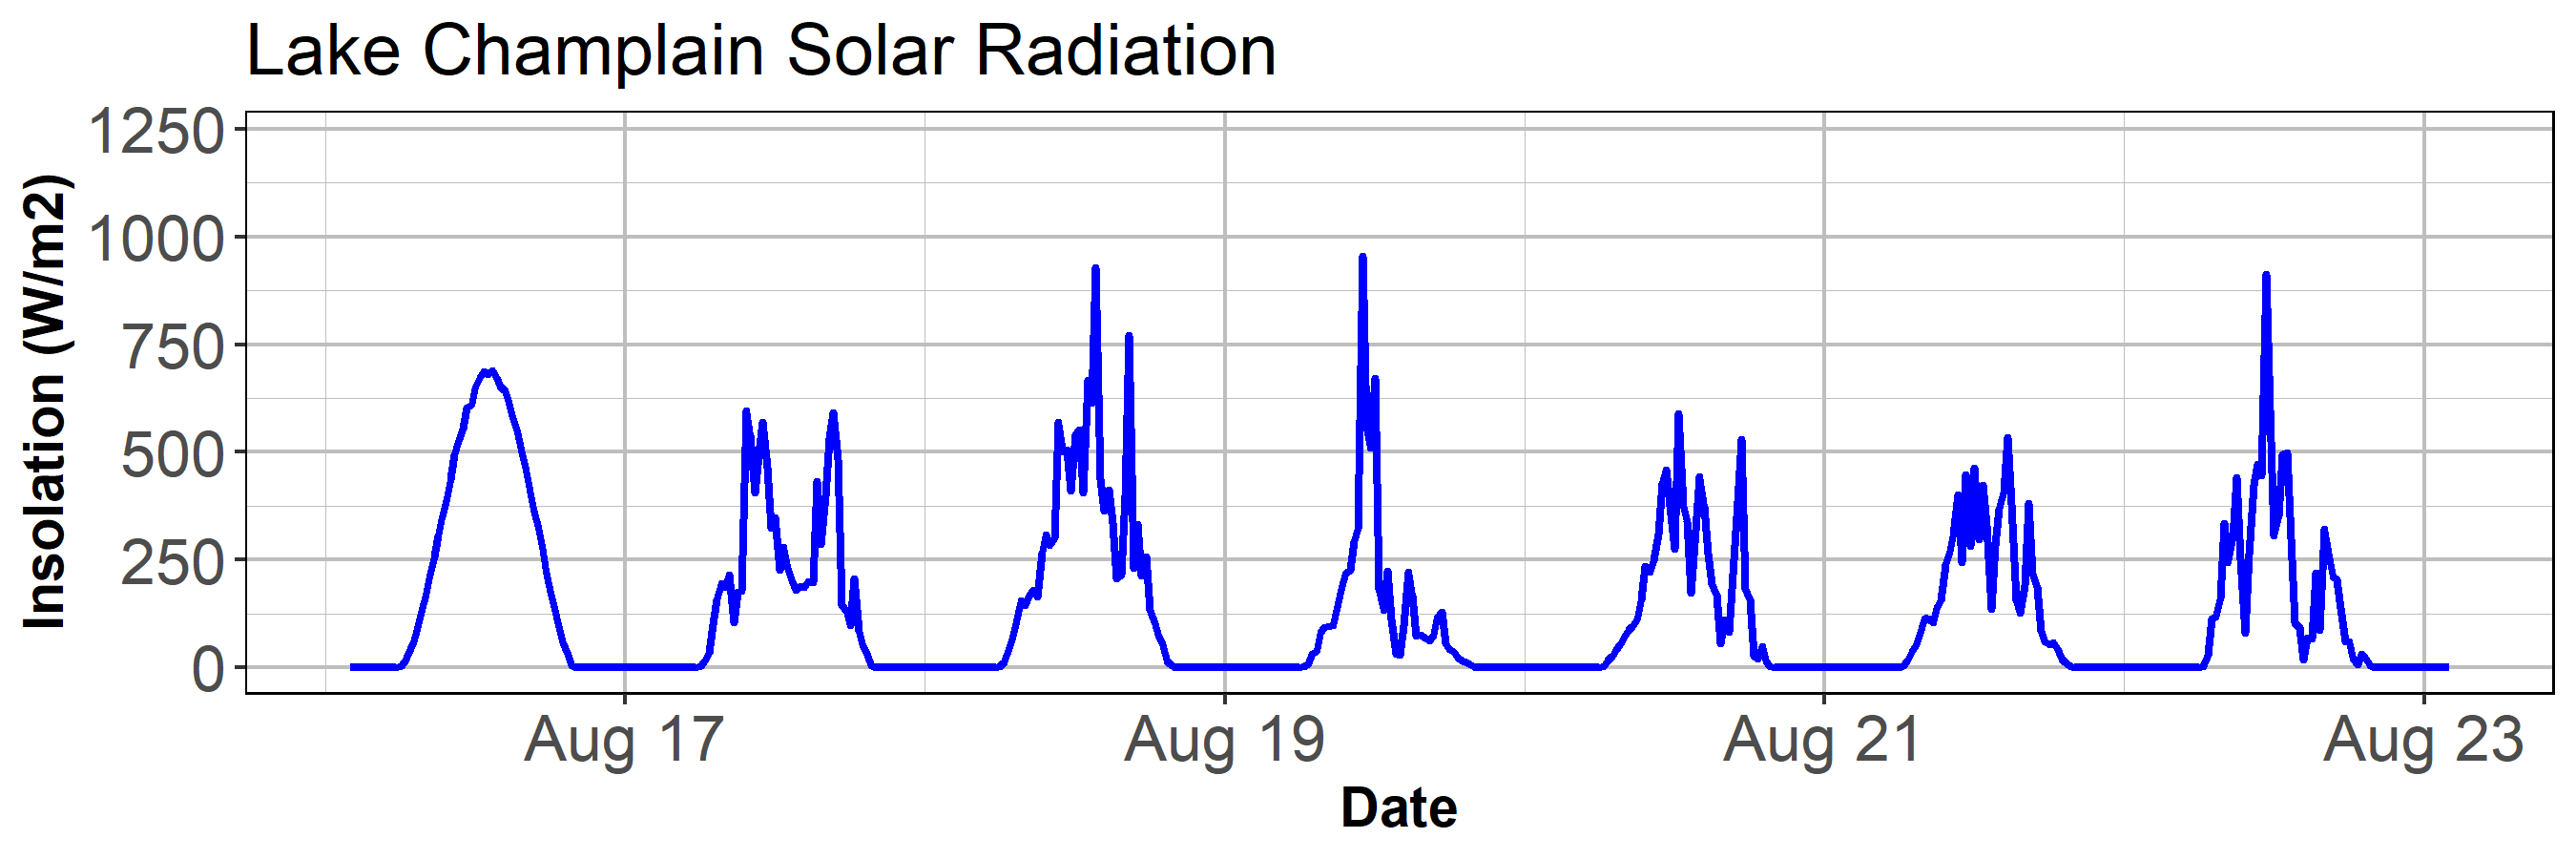 Lake Champlain Solar Radiation
Insolation (W/m2)
1250
1000
750
500
250
0
Aug 17 Aug 19 Aug 21 Aug 23
Date